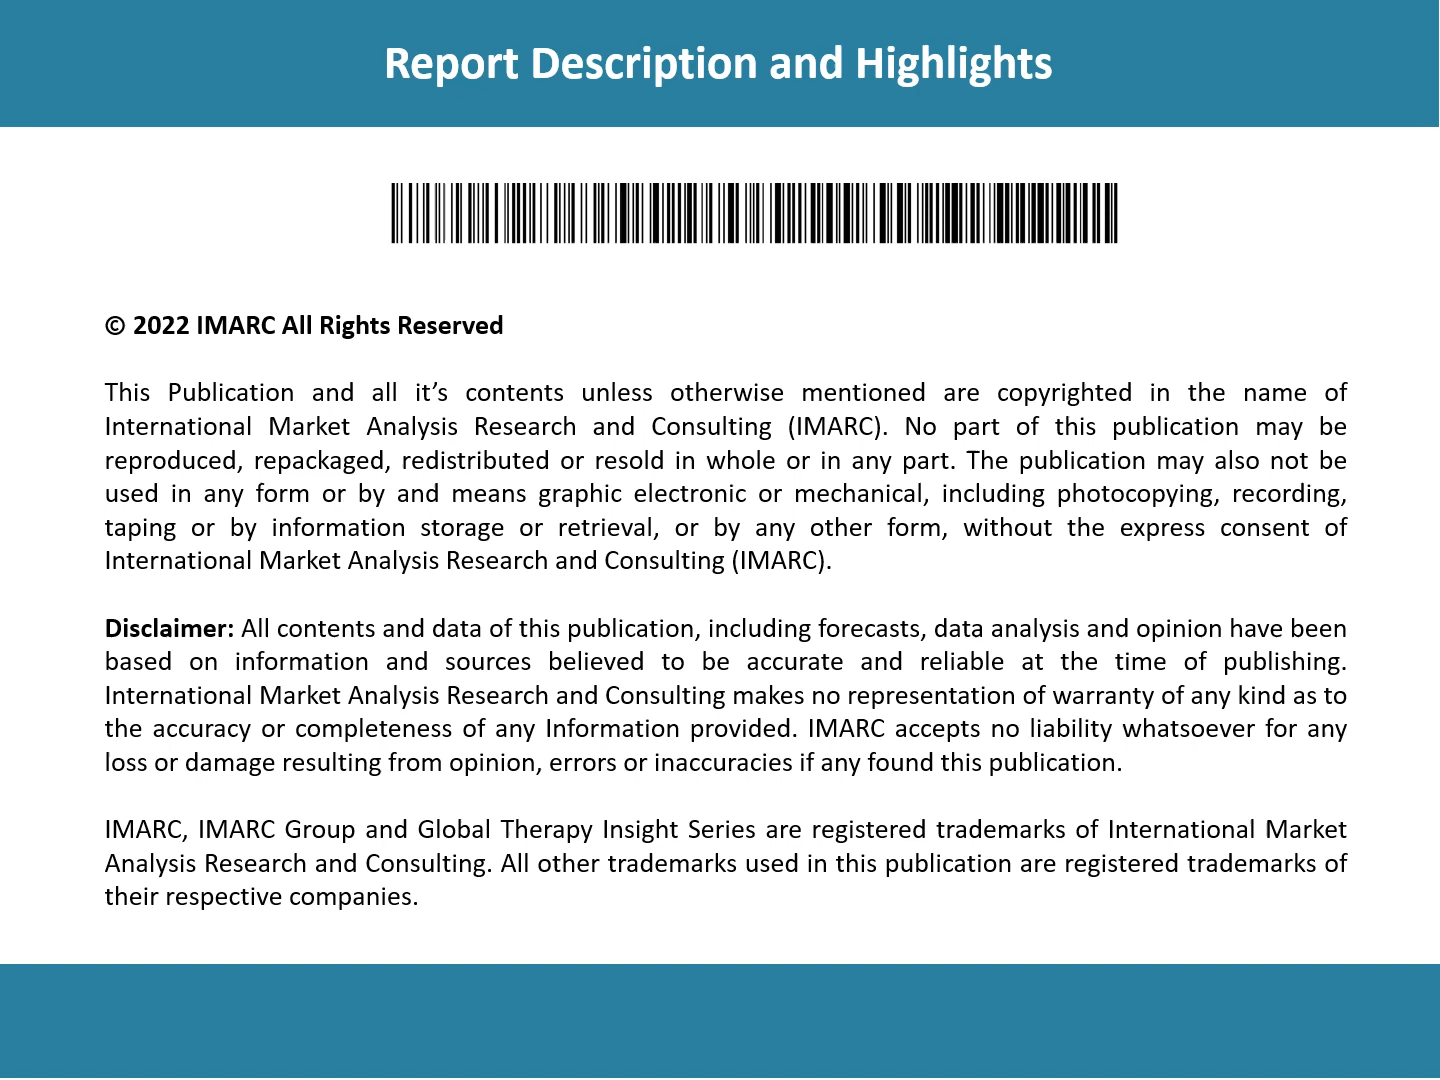 Report Description and Highlights
© 2022 IMARC All Rights Reserved
This Publication and all it’s contents unless otherwise mentioned are copyrighted in the name of
International Market Analysis Research and Consulting (IMARC). No part of this publication may be
reproduced, repackaged, redistributed or resold in whole or in any part. The publication may also not be
used in any form or by and means graphic electronic or mechanical, including photocopying, recording,
taping or by information storage or retrieval, or by any other form, without the express consent of
International Market Analysis Research and Consulting (IMARC).
Disclaimer: All contents and data of this publication, including forecasts, data analysis and opinion have been
based on information and sources believed to be accurate and reliable at the time of publishing.
International Market Analysis Research and Consulting makes no representation of warranty of any kind as to
the accuracy or completeness of any Information provided. IMARC accepts no liability whatsoever for any
loss or damage resulting from opinion, errors or inaccuracies if any found this publication.
IMARC, IMARC Group and Global Therapy Insight Series are registered trademarks of International Market
Analysis Research and Consulting. All other trademarks used in this publication are registered trademarks of
their respective companies.